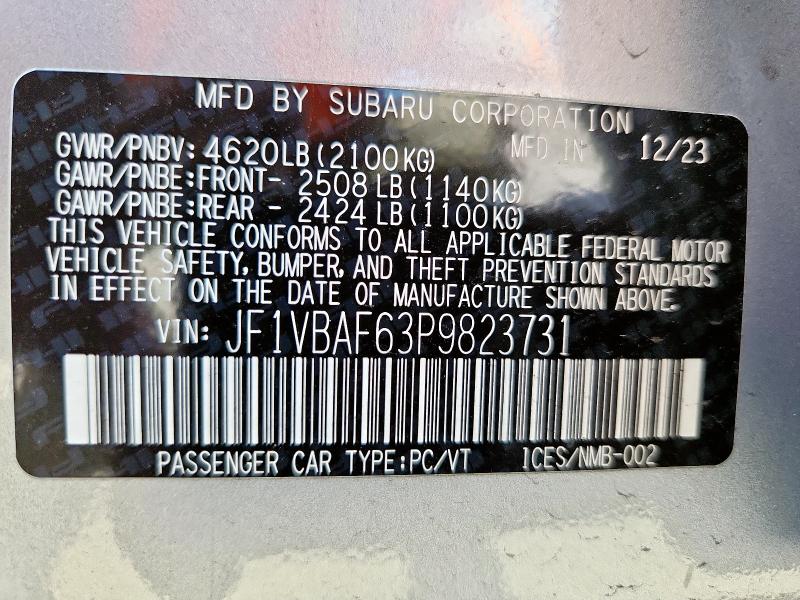 MFD BY SUBARU CORPORATION
GVWR/PNBV: 4620LB(2100KG) MFD IN 12/23
GAWR/PNBE:FRONT- 2508LB(1140KG)
GAWR/PNBE:REAR - 2424LB(1100KG)
THIS VEHICLE CONFORMS TO ALL APPLICABLE FEDERAL MOTOR
VEHICLE SAFETY, BUMPER, AND THEFT PREVENTION STANDARDS
IN EFFECT ON THE DATE OF MANUFACTURE SHOWN ABOVE.
VIN: JF1VBAF63P9823731
PASSENGER CAR TYPE:PC/VT ICES/NMB-002